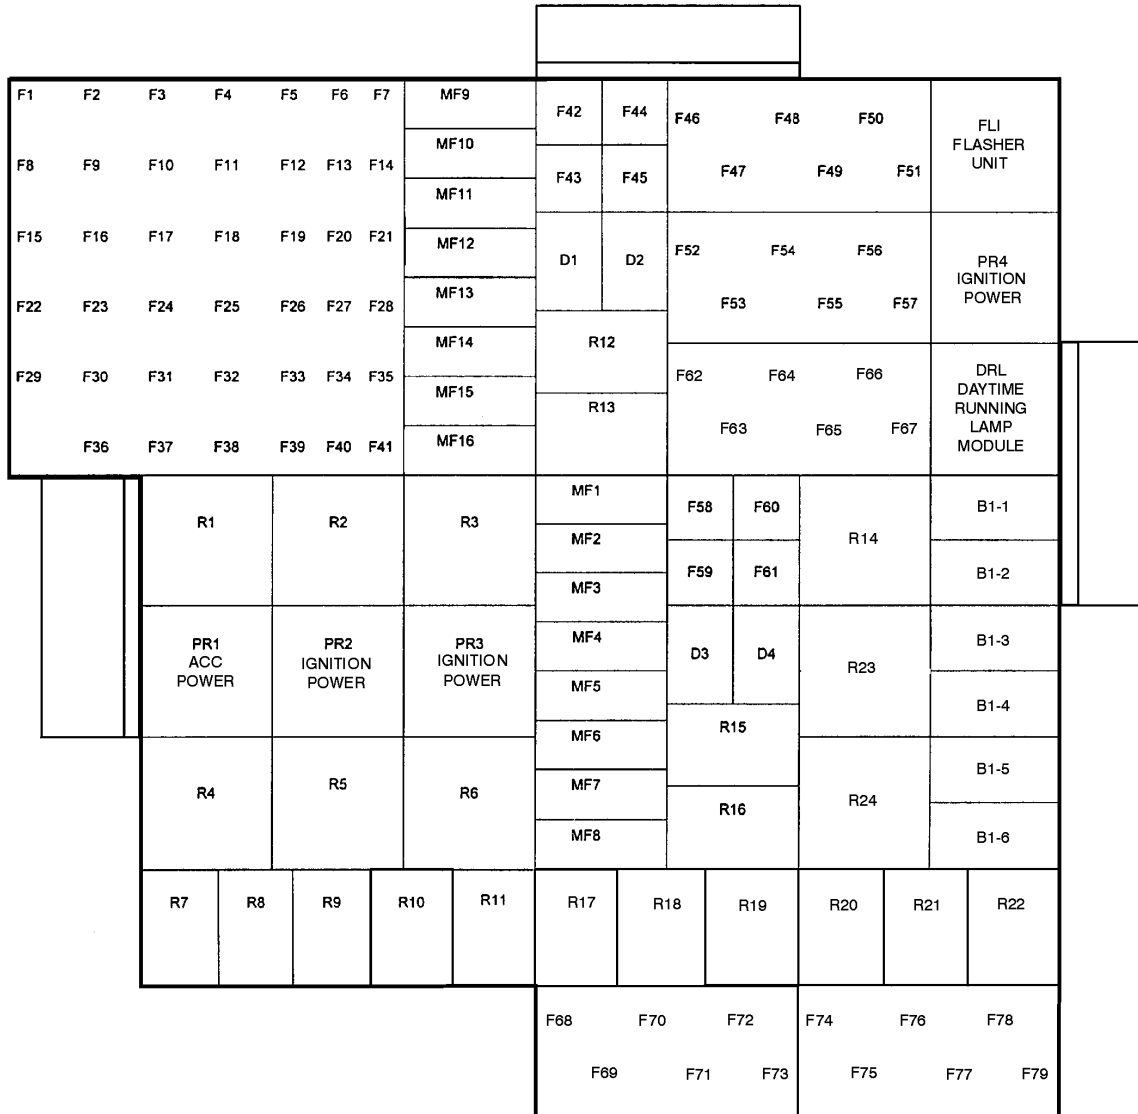 F1 F2 F3 F4 F5 F6 F7
F8 F9 F10 F11 F12 F13 F14
F15 F16 F17 F18 F19 F20 F21
F22 F23 F24 F25 F26 F27 F28
F29 F30 F31 F32 F33 F34 F35
F36 F37 F38 F39 F40 F41
MF9
MF10
MF11
MF12
MF13
MF14
MF15
MF16
F42 F44
F43 F45
D1 D2
R12
R13
F46 F48 F50
F47 F49 F51
FLI
FLASHER
UNIT
F52 F54 F56
F53 F55 F57
PR4
IGNITION
POWER
F62 F64 F66
F63 F65 F67
DRL
DAYTIME
RUNNING
LAMP
MODULE
R1 R2 R3
PR1
ACC
POWER
PR2
IGNITION
POWER
PR3
IGNITION
POWER
R4 R5 R6
MF1
MF2
MF3
MF4
MF5
MF6
MF7
MF8
F58 F60
F59 F61
D3 D4
R15
R16
R14
R23
R24
B1-1
B1-2
B1-3
B1-4
B1-5
B1-6
R7 R8 R9 R10 R11 R17 R18 R19 R20 R21 R22
F68 F70 F72 F74 F76 F78
F69 F71 F73 F75 F77 F79